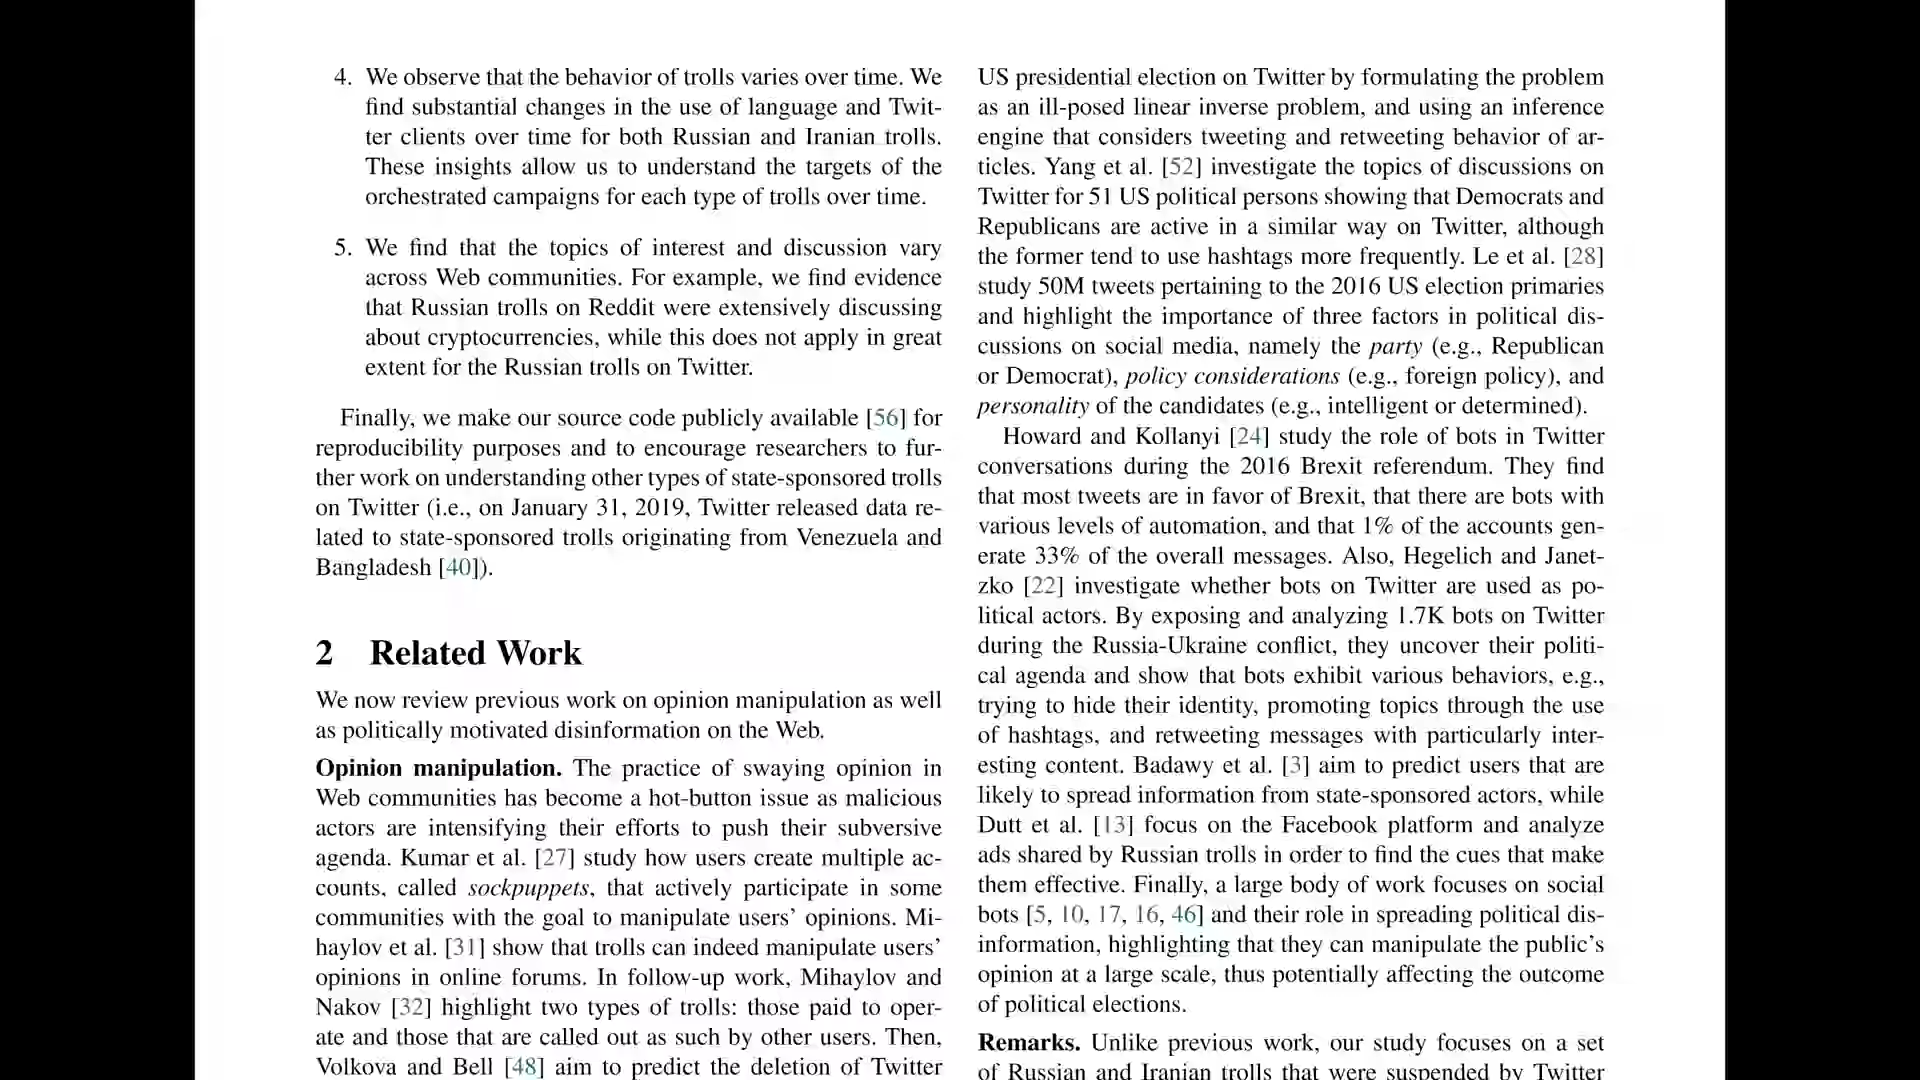 4. We observe that the behavior of trolls varies over time. We
find substantial changes in the use of language and Twit-
ter clients over time for both Russian and Iranian trolls.
These insights allow us to understand the targets of the
orchestrated campaigns for each type of trolls over time.
5. We find that the topics of interest and discussion vary
across Web communities. For example, we find evidence
that Russian trolls on Reddit were extensively discussing
about cryptocurrencies, while this does not apply in great
extent for the Russian trolls on Twitter.
Finally, we make our source code publicly available [56] for
reproducibility purposes and to encourage researchers to fur-
ther work on understanding other types of state-sponsored trolls
on Twitter (i.e., on January 31, 2019, Twitter released data re-
lated to state-sponsored trolls originating from Venezuela and
Bangladesh [40]).
2 Related Work
We now review previous work on opinion manipulation as well
as politically motivated disinformation on the Web.
Opinion manipulation. The practice of swaying opinion in
Web communities has become a hot-button issue as malicious
actors are intensifying their efforts to push their subversive
agenda. Kumar et al. [27] study how users create multiple ac-
counts, called sockpuppets, that actively participate in some
communities with the goal to manipulate users' opinions. Mi-
haylov et al. [31] show that trolls can indeed manipulate users'
opinions in online forums. In follow-up work, Mihaylov and
Nakov [32] highlight two types of trolls: those paid to oper-
ate and those that are called out as such by other users. Then,
Volkova and Bell [48] aim to predict the deletion of Twitter
US presidential election on Twitter by formulating the problem
as an ill-posed linear inverse problem, and using an inference
engine that considers tweeting and retweeting behavior of ar-
ticles. Yang et al. [52] investigate the topics of discussions on
Twitter for 51 US political persons showing that Democrats and
Republicans are active in a similar way on Twitter, although
the former tend to use hashtags more frequently. Le et al. [28]
study 50M tweets pertaining to the 2016 US election primaries
and highlight the importance of three factors in political dis-
cussions on social media, namely the party (e.g., Republican
or Democrat), policy considerations (e.g., foreign policy), and
personality of the candidates (e.g., intelligent or determined).
Howard and Kollanyi [24] study the role of bots in Twitter
conversations during the 2016 Brexit referendum. They find
that most tweets are in favor of Brexit, that there are bots with
various levels of automation, and that 1% of the accounts gen-
erate 33% of the overall messages. Also, Hegelich and Janet-
zko [22] investigate whether bots on Twitter are used as po-
litical actors. By exposing and analyzing 1.7K bots on Twitter
during the Russia-Ukraine conflict, they uncover their politi-
cal agenda and show that bots exhibit various behaviors, e.g.,
trying to hide their identity, promoting topics through the use
of hashtags, and retweeting messages with particularly inter-
esting content. Badawy et al. [3] aim to predict users that are
likely to spread information from state-sponsored actors, while
Dutt et al. [13] focus on the Facebook platform and analyze
ads shared by Russian trolls in order to find the cues that make
them effective. Finally, a large body of work focuses on social
bots [5, 10, 17, 16, 46] and their role in spreading political dis-
information, highlighting that they can manipulate the public's
opinion at a large scale, thus potentially affecting the outcome
of political elections.
Remarks. Unlike previous work, our study focuses on a set
of Russian and Iranian trolls that were suspended by Twitter